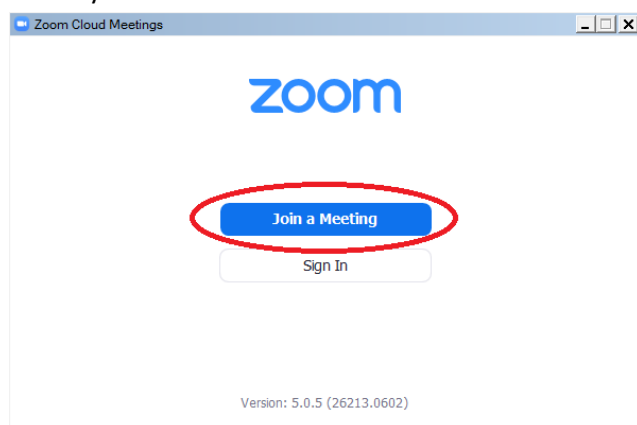 Zoom Cloud Meetings
zoom
Join a Meeting
Sign In
Version: 5.0.5 (26213.0602)